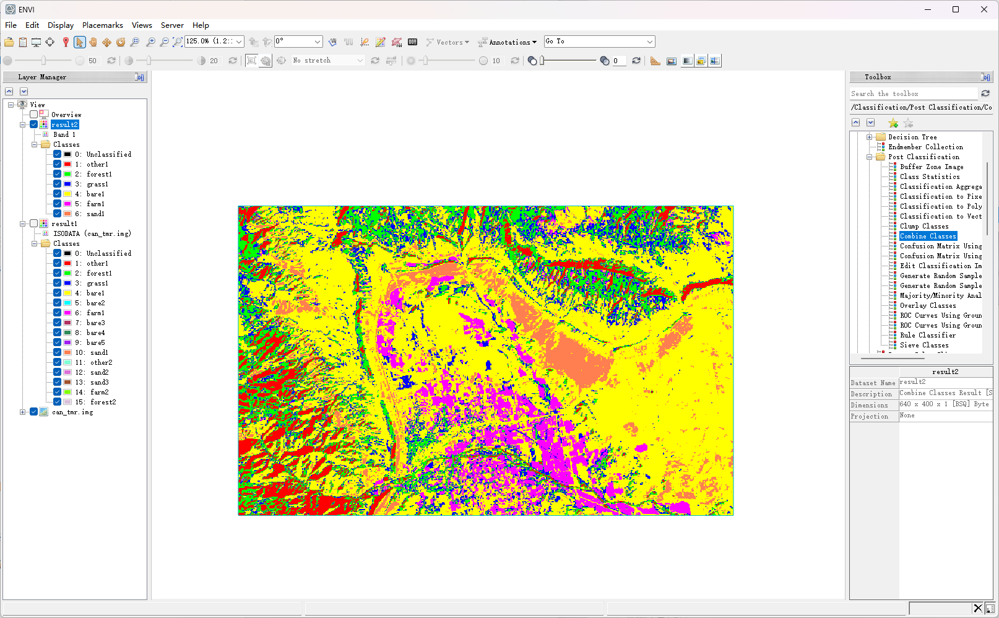 ENVI
File Edit Display Placemarks Views Server Help
125.0% (1.2:: 0° Vectors Annotations Go To
50 20 No stretch 10 0
Layer Manager
View
Overview
result2
Band 1
Classes
0: Unclassified
1: other1
2: forest1
3: grass1
4: bare1
5: farm1
6: sand1
result1
ISODATA (can_tmr.img)
Classes
0: Unclassified
1: other1
2: forest1
3: grass1
4: bare1
5: bare2
6: farm1
7: bare3
8: bare4
9: bare5
10: sand1
11: other2
12: sand2
13: sand3
14: farm2
15: forest2
can_tmr.img
Toolbox
Search the toolbox
/Classification/Post Classification/Co
Decision Tree
Endmember Collection
Post Classification
Buffer Zone Image
Class Statistics
Classification Aggrega
Classification to Pixe
Classification to Poly
Classification to Vect
Clump Classes
Combine Classes
Confusion Matrix Using
Confusion Matrix Using
Edit Classification Im
Generate Random Sample
Generate Random Sample
Majority/Minority Anal
Overlay Classes
ROC Curves Using Groun
ROC Curves Using Groun
Rule Classifier
Sieve Classes
result2
Dataset Name result2
Description Combine Classes Result [S
Dimensions 640 x 400 x 1 [BSQ] Byte
Projection None